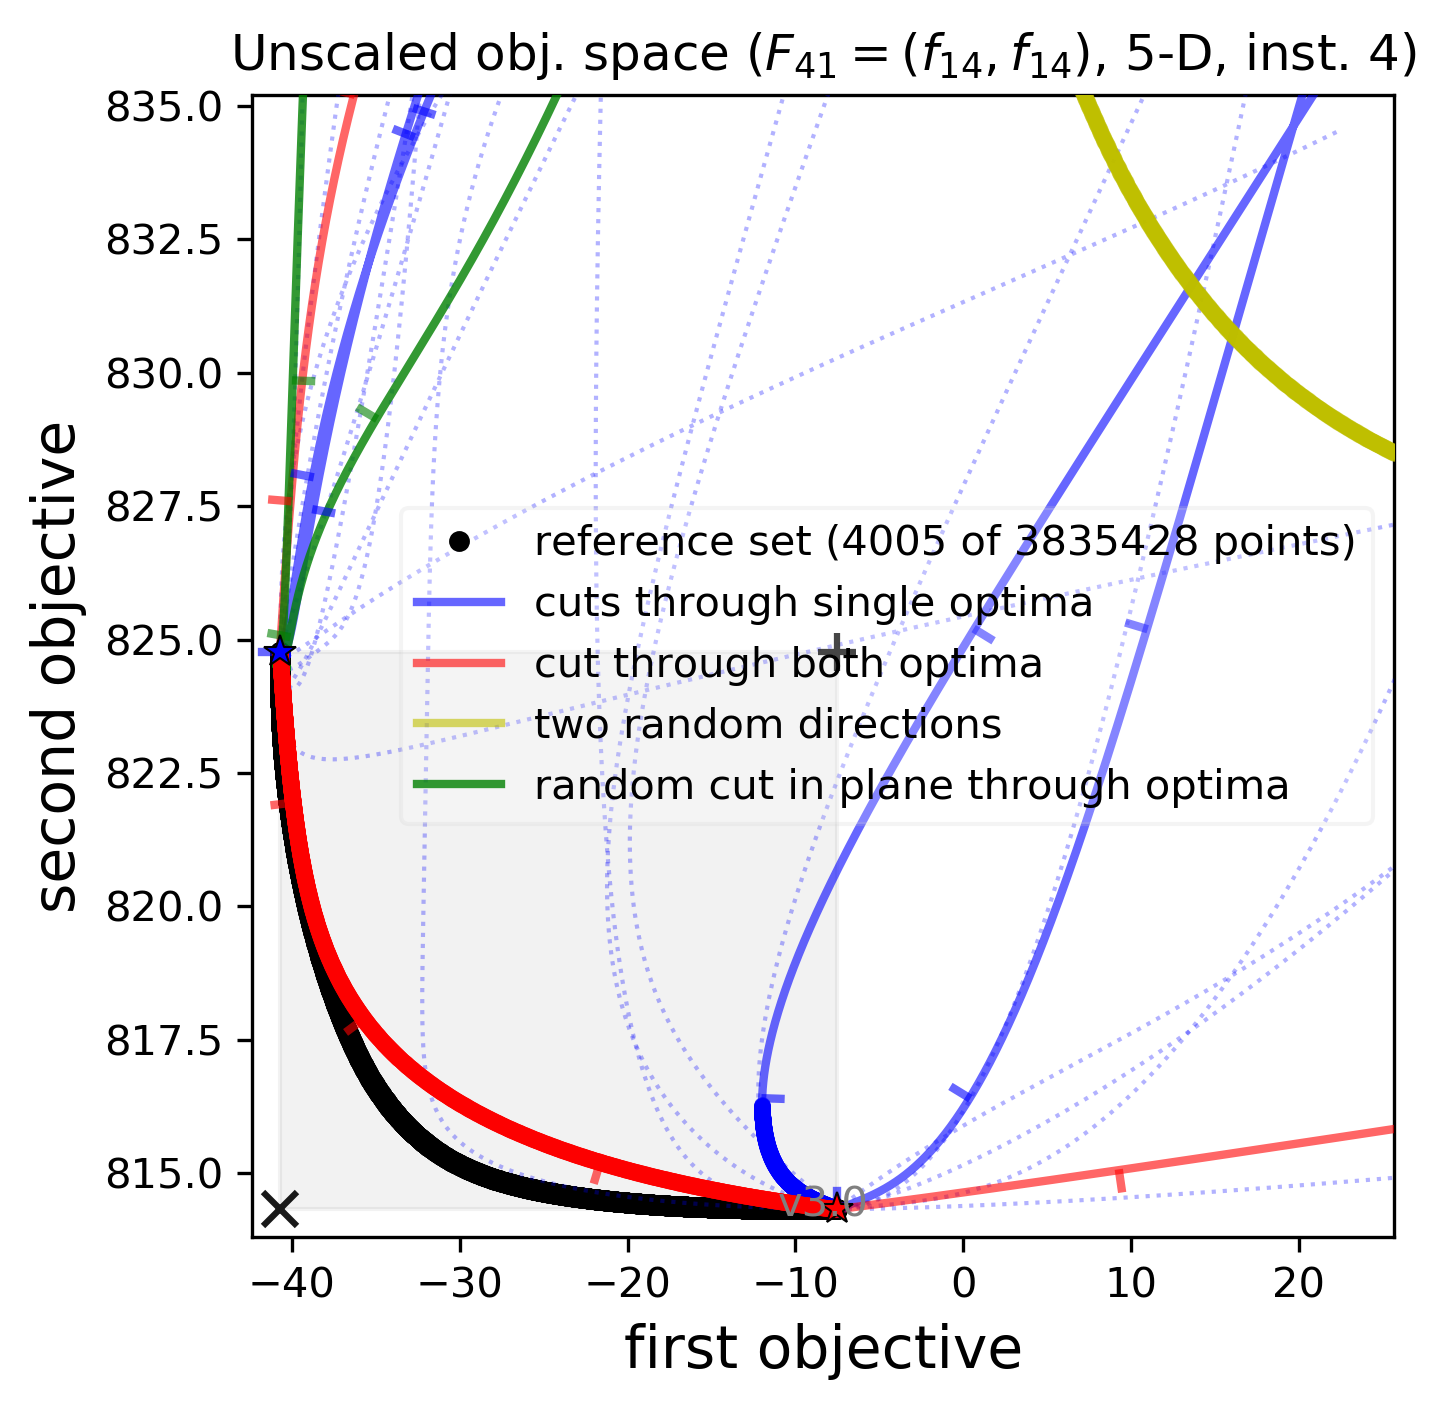 Unscaled obj. space (F₄₁ = (f₁₄, f₁₄), 5-D, inst. 4)
835.0
832.5
830.0
827.5
825.0
822.5
820.0
817.5
815.0
second objective
reference set (4005 of 3835428 points)
cuts through single optima
cut through both optima
two random directions
random cut in plane through optima
v3.0
−40
−30
−20
−10
0
10
20
first objective